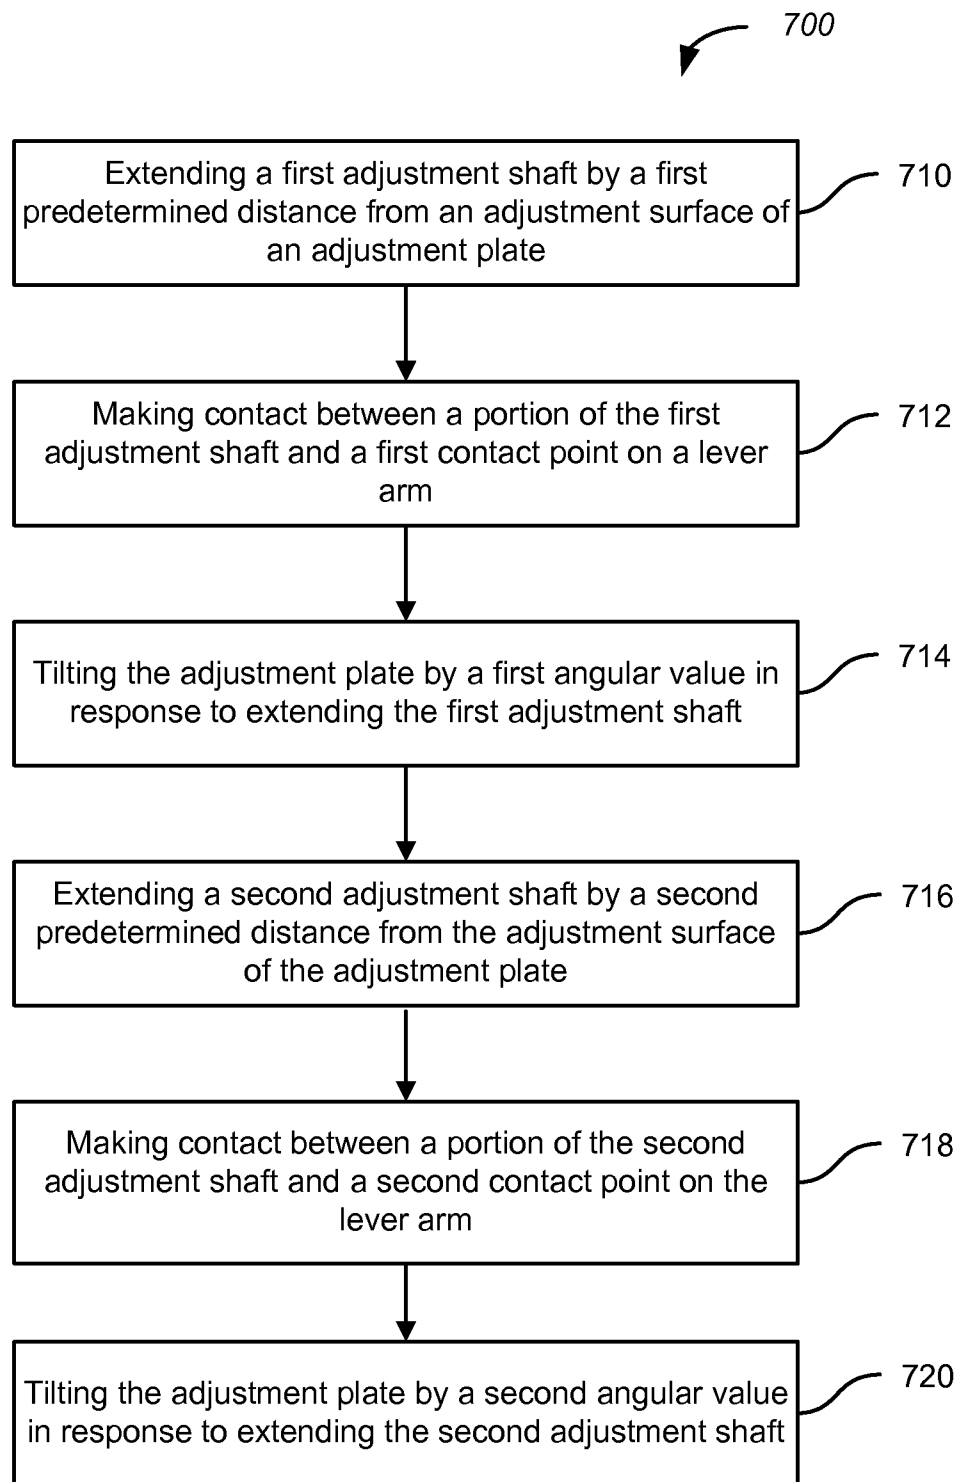 700
Extending a first adjustment shaft by a first
predetermined distance from an adjustment surface of
an adjustment plate
710
Making contact between a portion of the first
adjustment shaft and a first contact point on a lever
arm
712
Tilting the adjustment plate by a first angular value in
response to extending the first adjustment shaft
714
Extending a second adjustment shaft by a second
predetermined distance from the adjustment surface
of the adjustment plate
716
Making contact between a portion of the second
adjustment shaft and a second contact point on the
lever arm
718
Tilting the adjustment plate by a second angular value
in response to extending the second adjustment shaft
720